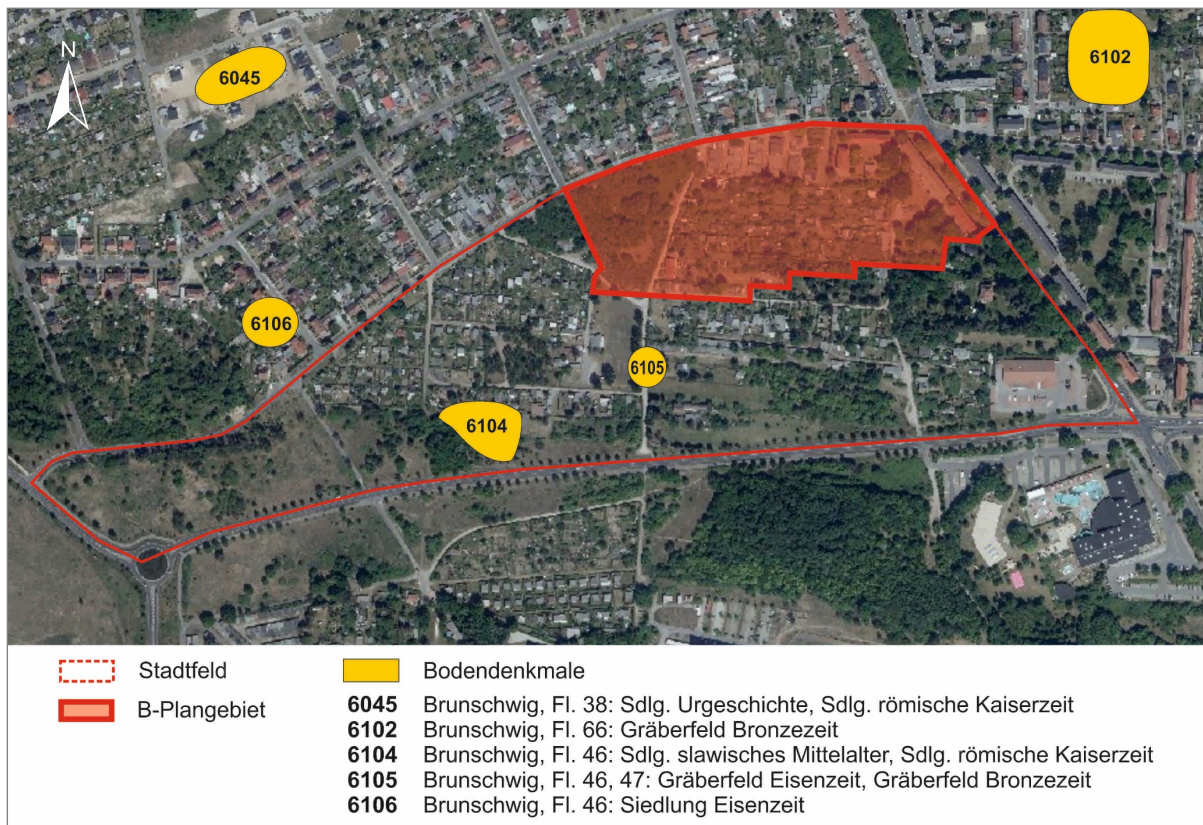 N
6045
6102
6106
6105
6104
Stadtfeld
B-Plangebiet
Bodendenkmale
6045 Brunschwig, Fl. 38: Sdlg. Urgeschichte, Sdlg. römische Kaiserzeit
6102 Brunschwig, Fl. 66: Gräberfeld Bronzezeit
6104 Brunschwig, Fl. 46: Sdlg. slawisches Mittelalter, Sdlg. römische Kaiserzeit
6105 Brunschwig, Fl. 46, 47: Gräberfeld Eisenzeit, Gräberfeld Bronzezeit
6106 Brunschwig, Fl. 46: Siedlung Eisenzeit